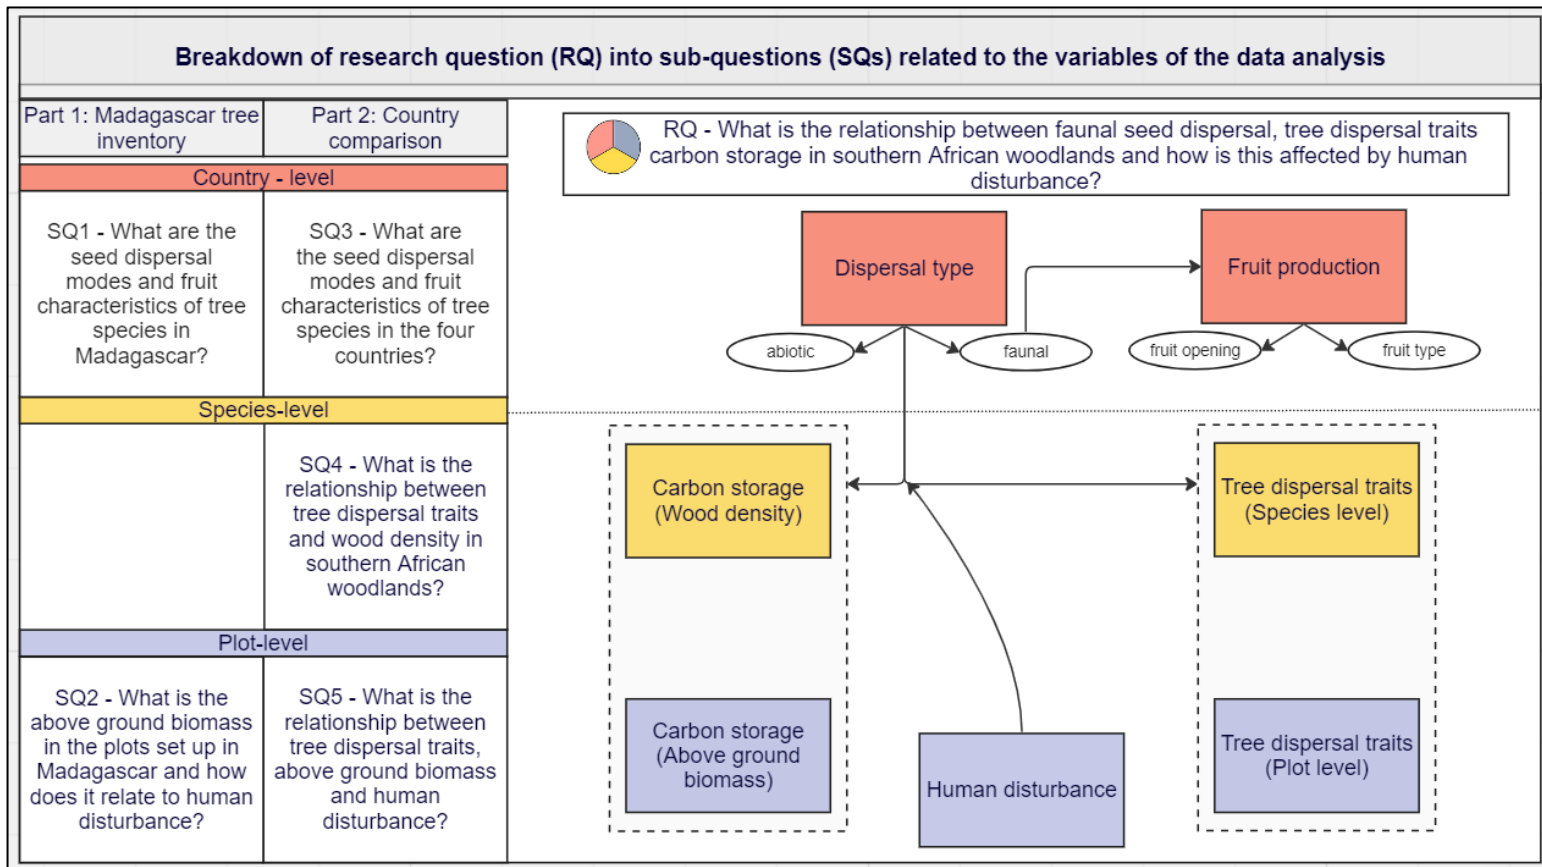 Breakdown of research question (RQ) into sub-questions (SQs) related to the variables of the data analysis
Part 1: Madagascar tree
inventory
Part 2: Country
comparison
Country - level
SQ1 - What are the
seed dispersal
modes and fruit
characteristics of tree
species in
Madagascar?
SQ3 - What are
the seed dispersal
modes and fruit
characteristics of tree
species in the four
countries?
Species-level
SQ4 - What is the
relationship between
tree dispersal traits
and wood density in
southern African
woodlands?
Plot-level
SQ2 - What is the
above ground biomass
in the plots set up in
Madagascar and how
does it relate to human
disturbance?
SQ5 - What is the
relationship between
tree dispersal traits,
above ground biomass
and human
disturbance?
RQ - What is the relationship between faunal seed dispersal, tree dispersal traits
carbon storage in southern African woodlands and how is this affected by human
disturbance?
Dispersal type
Fruit production
abiotic
faunal
fruit opening
fruit type
Carbon storage
(Wood density)
Tree dispersal traits
(Species level)
Carbon storage
(Above ground
biomass)
Human disturbance
Tree dispersal traits
(Plot level)